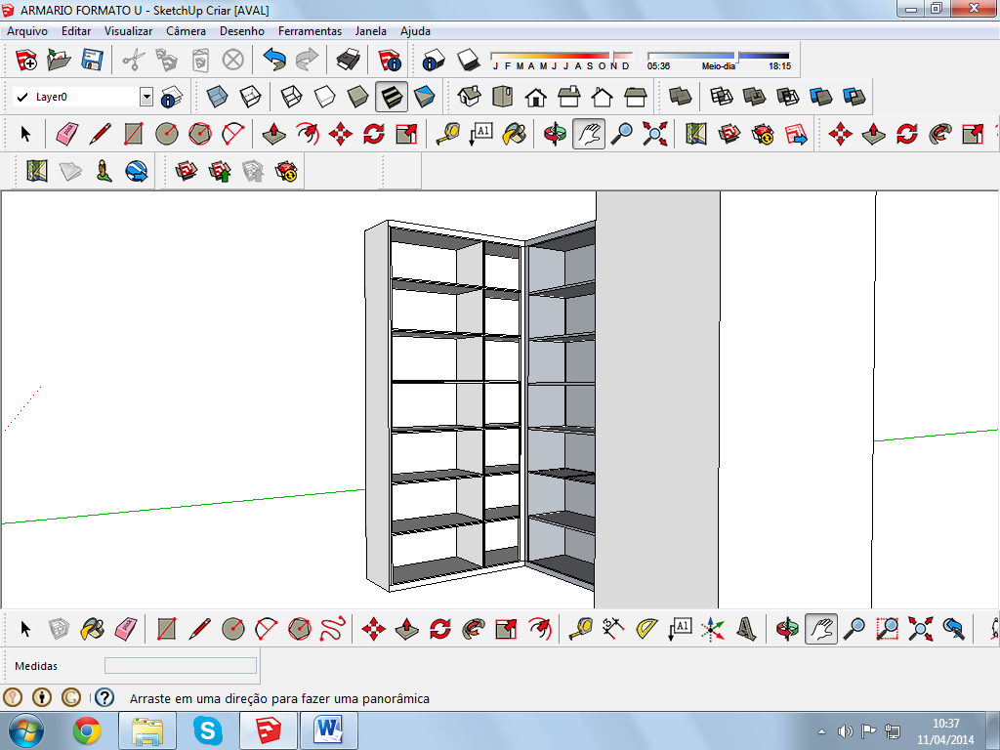 ARMARIO FORMATO U - SketchUp Criar [AVAL]
Arquivo Editar Visualizar Câmera Desenho Ferramentas Janela Ajuda
J F M A M J J A S O N D
05:36 Meio-dia 18:15
Layer0
A1
A1
Medidas
Arraste em uma direção para fazer uma panorâmica
10:37
11/04/2014